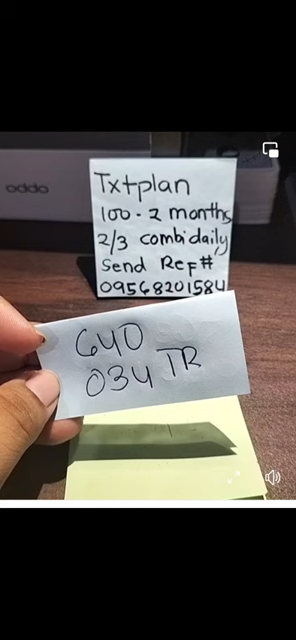 oddo
Txtplan
100 - 2 months
2/3 combi daily
Send Ref#
09568201584
640
034 TR